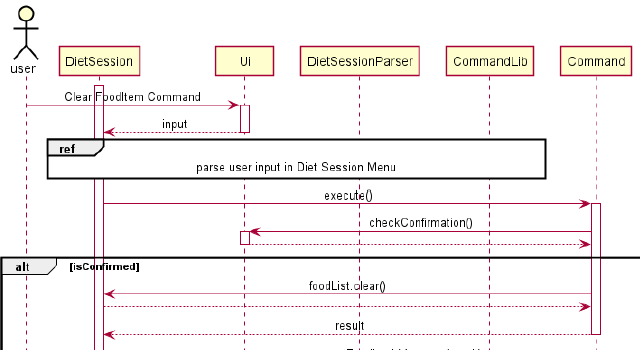 user
DietSession
Ui
DietSessionParser
CommandLib
Command
Clear FoodItem Command
input
ref
parse user input in Diet Session Menu
execute()
checkConfirmation()
alt
[isConfirmed]
foodList.clear()
result